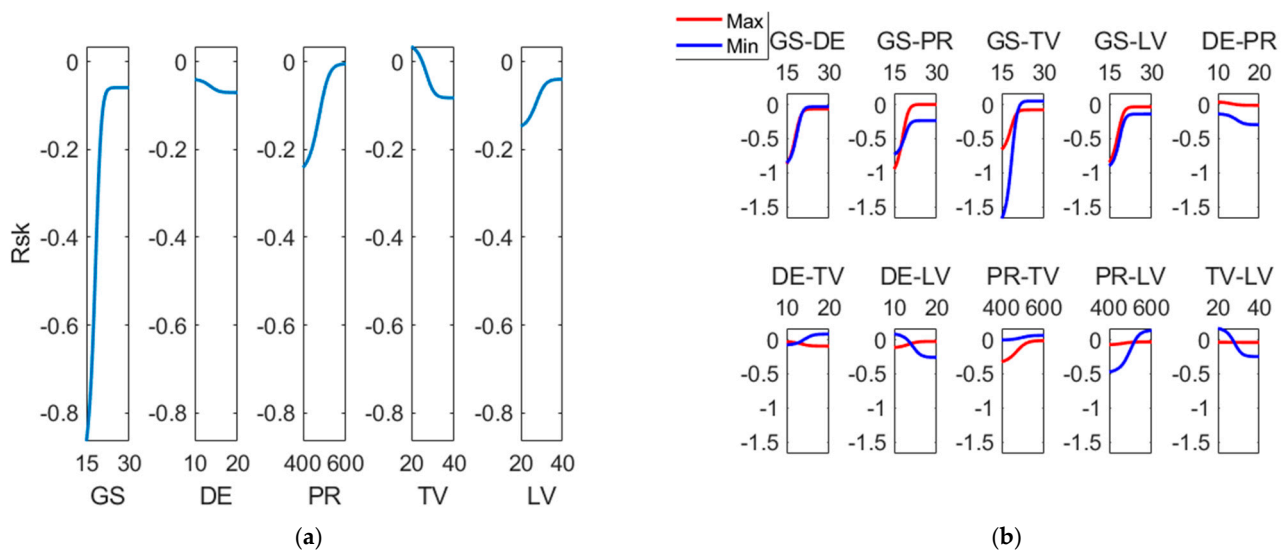 Rsk
0 0 0 0 0
-0.2 -0.2 -0.2 -0.2 -0.2
-0.4 -0.4 -0.4 -0.4 -0.4
-0.6 -0.6 -0.6 -0.6 -0.6
-0.8 -0.8 -0.8 -0.8 -0.8
15 30 10 20 400 600 20 40 20 40
GS DE PR TV LV
(a)
Max
Min
GS-DE GS-PR GS-TV GS-LV DE-PR
15 30 15 30 15 30 15 30 10 20
0 0 0 0 0
-0.5 -0.5 -0.5 -0.5 -0.5
-1 -1 -1 -1 -1
-1.5 -1.5 -1.5 -1.5 -1.5
DE-TV DE-LV PR-TV PR-LV TV-LV
10 20 10 20 400 600 400 600 20 40
0 0 0 0 0
-0.5 -0.5 -0.5 -0.5 -0.5
-1 -1 -1 -1 -1
-1.5 -1.5 -1.5 -1.5 -1.5
(b)